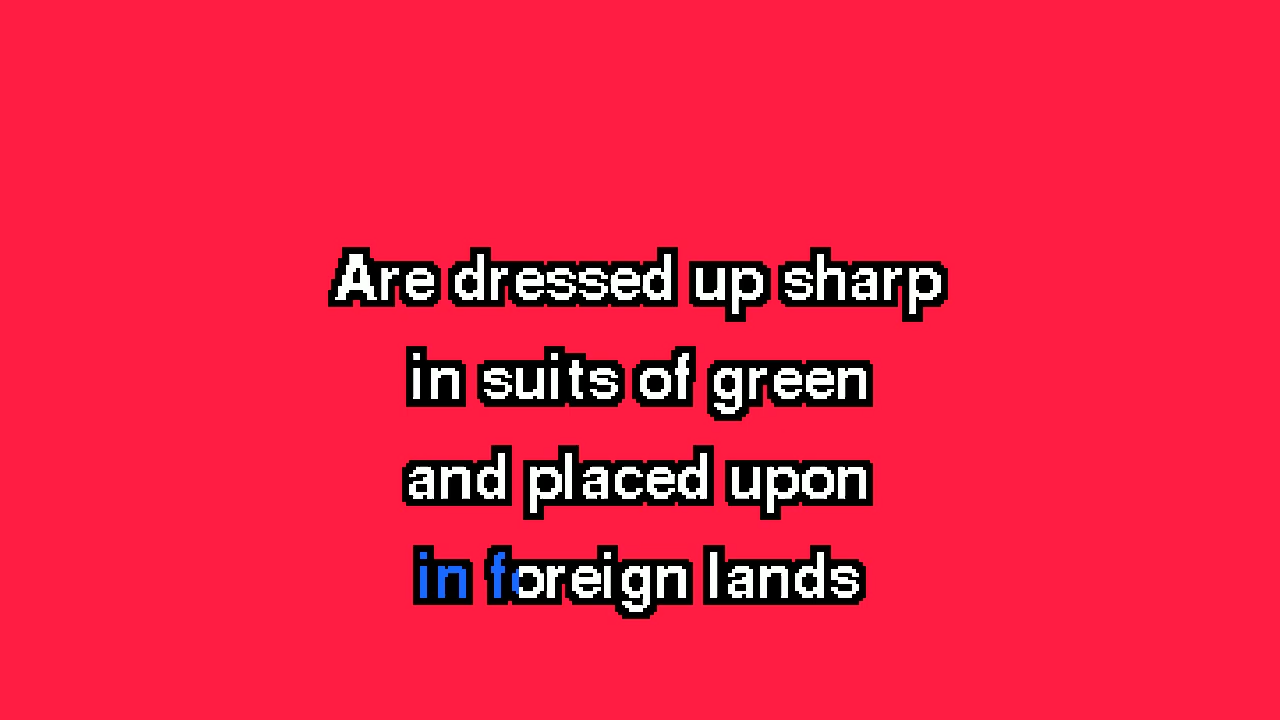 Are dressed up sharp
in suits of green
and placed upon
in foreign lands